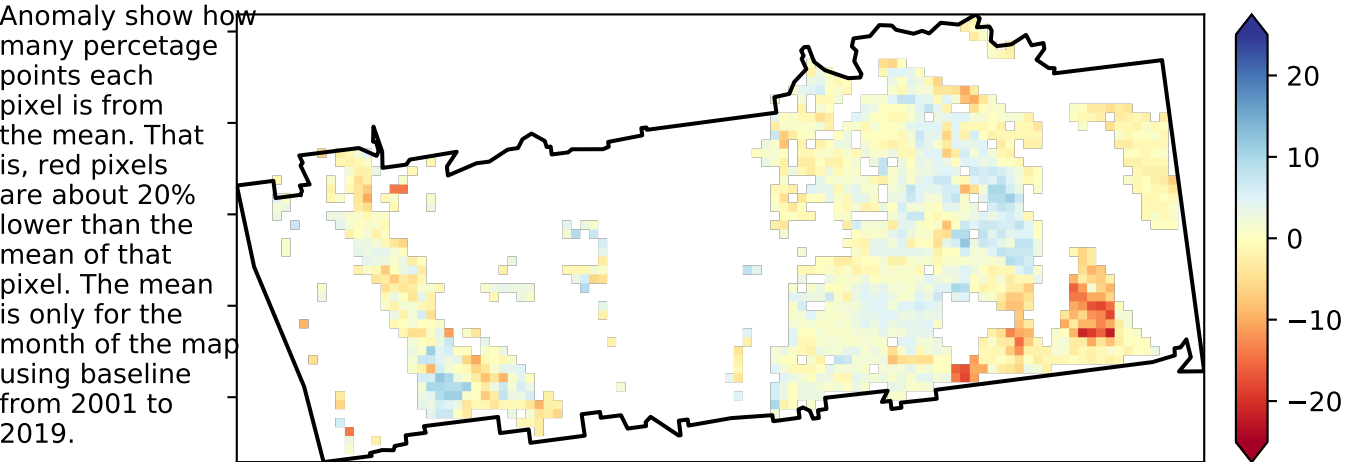 Anomaly show how
many percetage
points each
pixel is from
the mean. That
is, red pixels
are about 20%
lower than the
mean of that
pixel. The mean
is only for the
month of the map
using baseline
from 2001 to
2019.
20
10
0
−10
−20